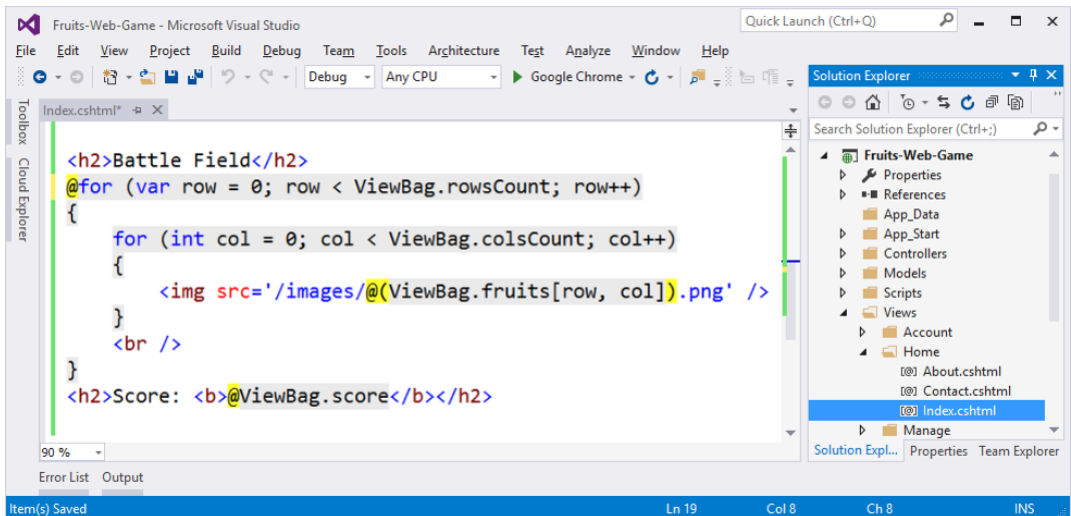 Fruits-Web-Game - Microsoft Visual Studio
Quick Launch (Ctrl+Q)
File Edit View Project Build Debug Team Tools Architecture Test Analyze Window Help
Debug Any CPU Google Chrome
Toolbox
Cloud Explorer
Index.cshtml*
<h2>Battle Field</h2>
@for (var row = 0; row < ViewBag.rowsCount; row++)
{
for (int col = 0; col < ViewBag.colsCount; col++)
{
<img src='/images/@(ViewBag.fruits[row, col]).png' />
}
<br />
}
<h2>Score: <b>@ViewBag.score</b></h2>
90 %
Solution Explorer
Search Solution Explorer (Ctrl+;)
Fruits-Web-Game
Properties
References
App_Data
App_Start
Controllers
Models
Scripts
Views
Account
Home
About.cshtml
Contact.cshtml
Index.cshtml
Manage
Solution Expl... Properties Team Explorer
Error List Output
Item(s) Saved Ln 19 Col 8 Ch 8 INS